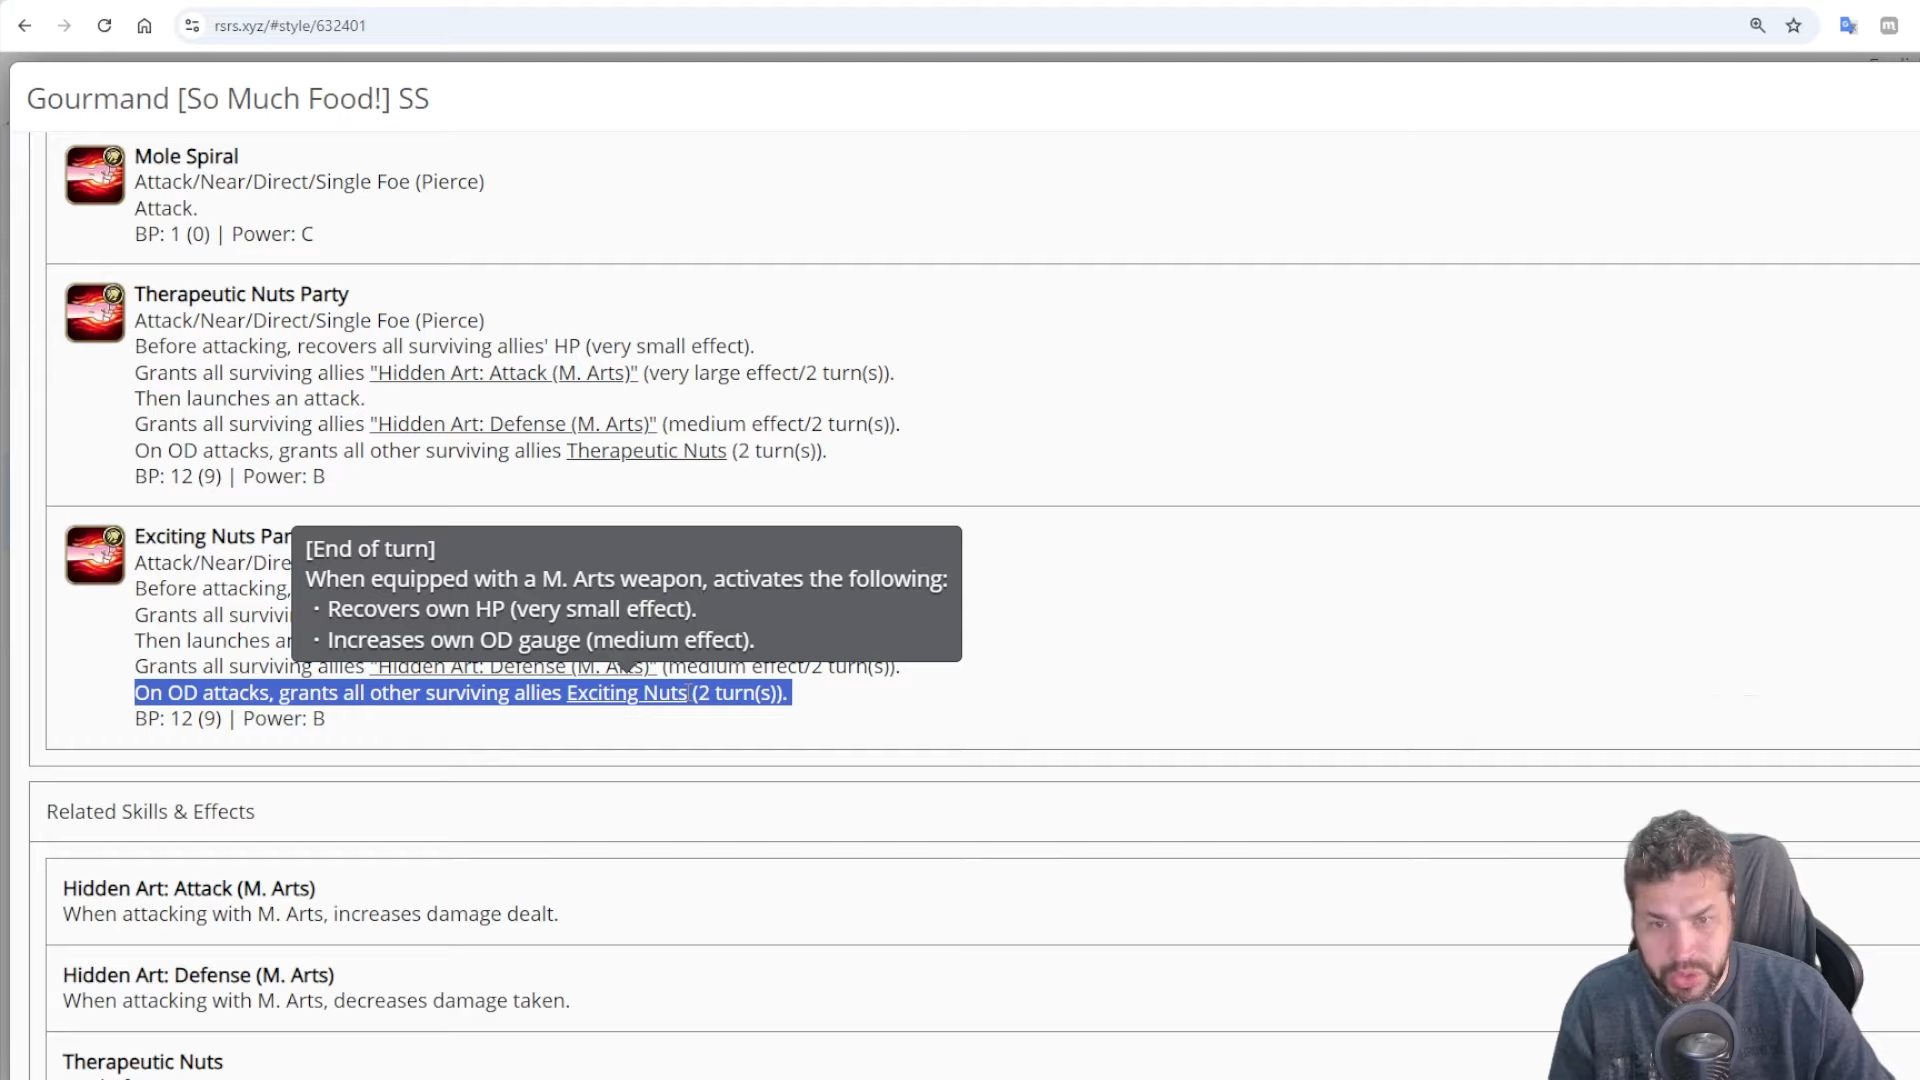 rsrs.xyz/#style/632401
Gourmand [So Much Food!] SS
Mole Spiral
Attack/Near/Direct/Single Foe (Pierce)
Attack.
BP: 1 (0) | Power: C
Therapeutic Nuts Party
Attack/Near/Direct/Single Foe (Pierce)
Before attacking, recovers all surviving allies' HP (very small effect).
Grants all surviving allies "Hidden Art: Attack (M. Arts)" (very large effect/2 turn(s)).
Then launches an attack.
Grants all surviving allies "Hidden Art: Defense (M. Arts)" (medium effect/2 turn(s)).
On OD attacks, grants all other surviving allies Therapeutic Nuts (2 turn(s)).
BP: 12 (9) | Power: B
Exciting Nuts Par
Attack/Near/Dire
Before attacking,
Grants all survivi
Then launches ar
[End of turn]
When equipped with a M. Arts weapon, activates the following:
・Recovers own HP (very small effect).
・Increases own OD gauge (medium effect).
Grants all surviving allies "Hidden Art: Defense (M. Arts)" (medium effect/2 turn(s)).
On OD attacks, grants all other surviving allies Exciting Nuts (2 turn(s)).
BP: 12 (9) | Power: B
Related Skills & Effects
Hidden Art: Attack (M. Arts)
When attacking with M. Arts, increases damage dealt.
Hidden Art: Defense (M. Arts)
When attacking with M. Arts, decreases damage taken.
Therapeutic Nuts